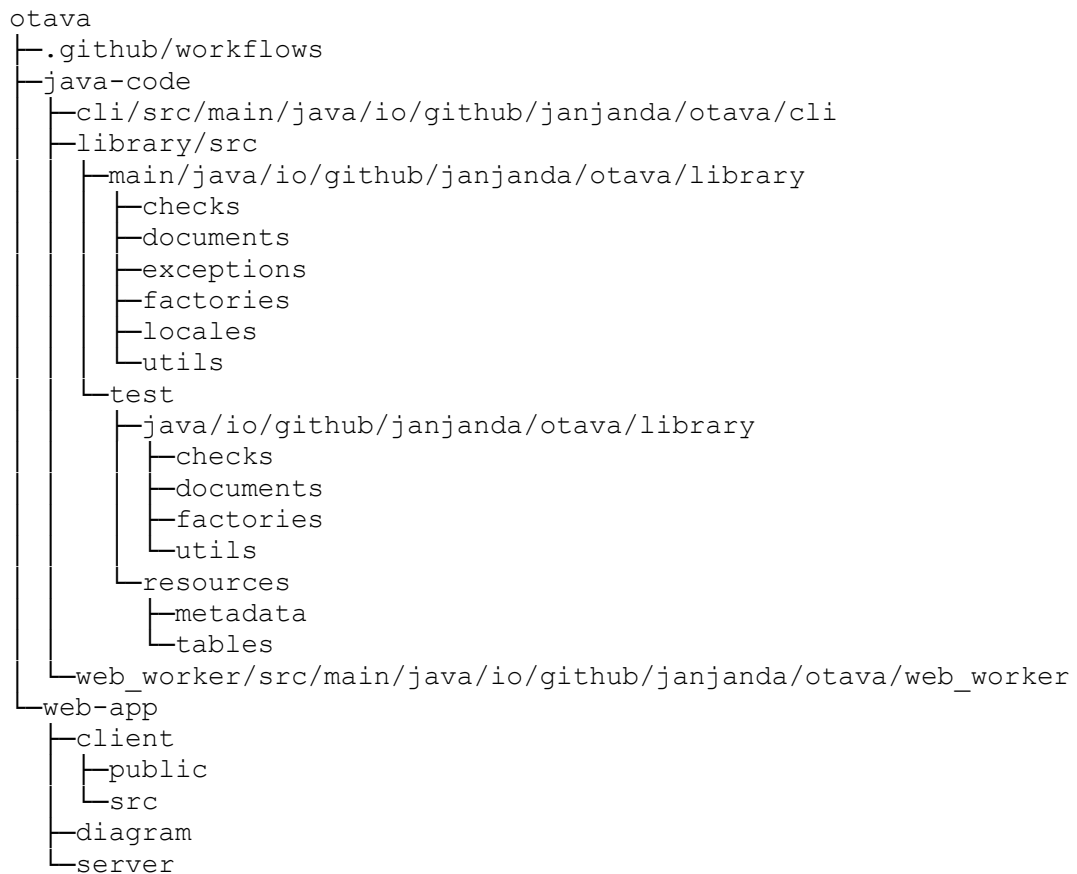 otava
.github/workflows
java-code
cli/src/main/java/io/github/janjanda/otava/cli
library/src
main/java/io/github/janjanda/otava/library
checks
documents
exceptions
factories
locales
utils
test
java/io/github/janjanda/otava/library
checks
documents
factories
utils
resources
metadata
tables
web_worker/src/main/java/io/github/janjanda/otava/web_worker
web-app
client
public
src
diagram
server